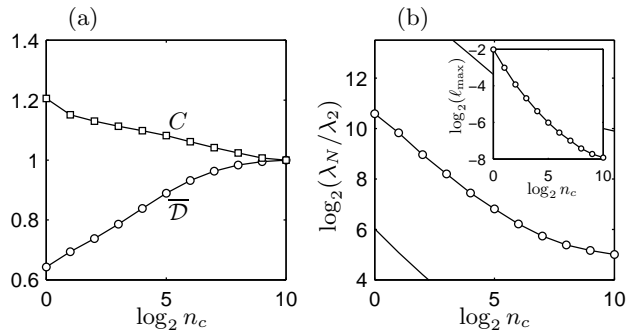 (a)
1.4
1.2
1
0.8
0.6
C
$\overline{\mathcal{D}}$
0 5 10
log₂ n_c
(b)
log₂(λ_N/λ₂)
12
10
8
6
4
0 5 10
log₂ n_c
log₂(ℓ_max)
−2
−4
−6
−8
0 5 10
log₂ n_c